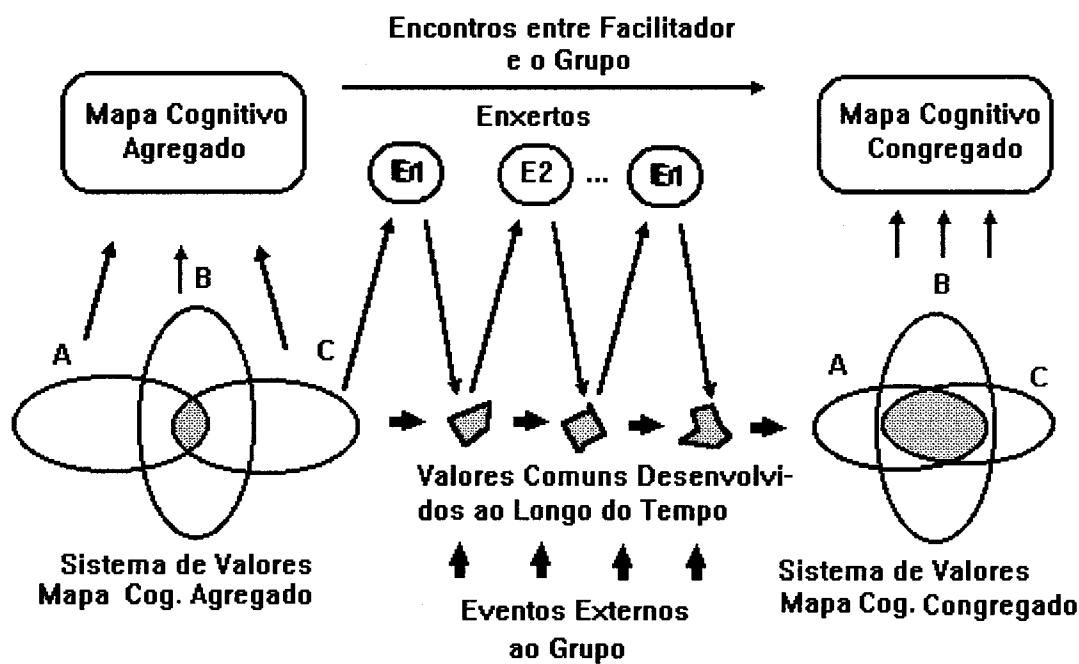 Encontros entre Facilitador
e o Grupo
Mapa Cognitivo
Agregado
Enxertos
Mapa Cognitivo
Congregado
E2
...
A
B
C
B
A
C
Valores Comuns Desenvolvi-
dos ao Longo do Tempo
Sistema de Valores
Mapa Cog. Agregado
Eventos Externos
ao Grupo
Sistema de Valores
Mapa Cog. Congregado